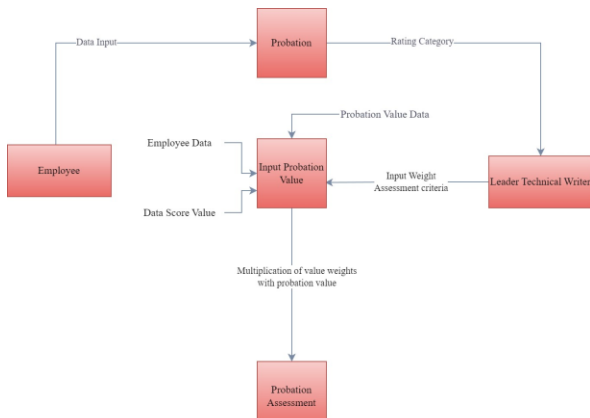 Probation
Data Input
Rating Category
Probation Value Data
Employee Data
Employee
Input Probation
Value
Input Weight
Assessment criteria
Leader Technical Writer
Data Score Value
Multiplication of value weights
with probation value
Probation
Assessment